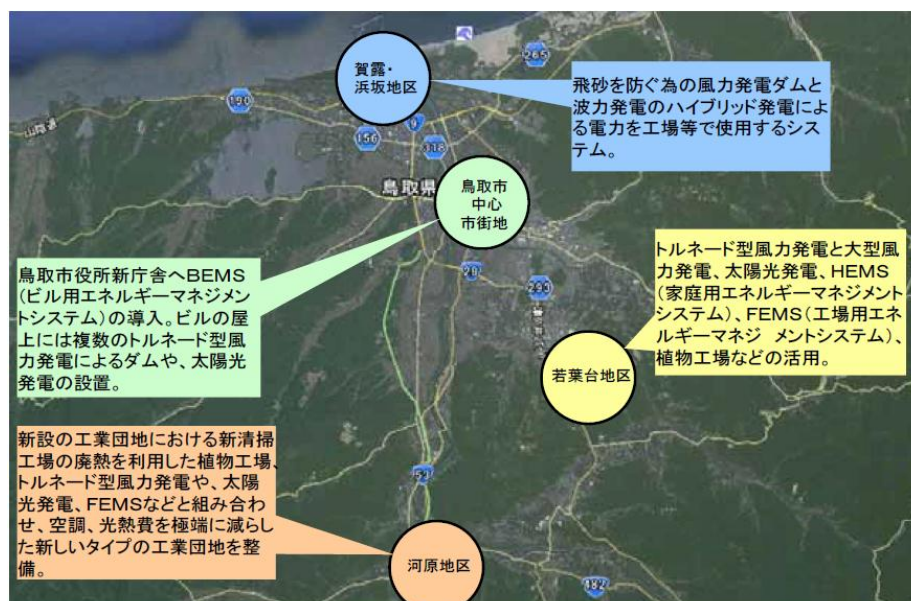 賀露・
浜坂地区
飛砂を防ぐ為の風力発電ダムと
波力発電のハイブリッド発電によ
る電力を工場等で使用するシス
テム。
265
190
山陰道
9
156
318
鳥取県
鳥取市
中心
市街地
トルネード型風力発電と大型風
力発電、太陽光発電、HEMS
(家庭用エネルギーマネジメント
システム)、FEMS(工場用エネ
ルギーマネジ メントシステム)、
植物工場などの活用。
鳥取市役所新庁舎へBEMS
(ビル用エネルギーマネジメン
トシステム)の導入。ビルの屋
上には複数のトルネード型風
力発電によるダムや、太陽光
発電の設置。
29
293
若葉台地区
新設の工業団地における新清掃
工場の廃熱を利用した植物工場、
トルネード型風力発電や、太陽
光発電、FEMSなどと組み合わ
せ、空調、光熱費を極端に減らし
た新しいタイプの工業団地を整
備。
53
河原地区
482